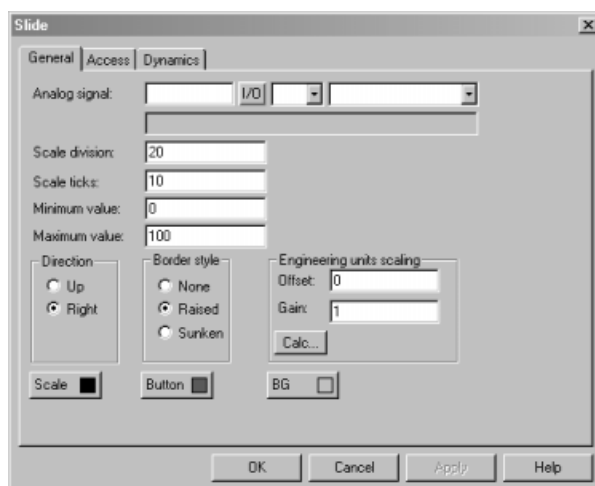 Slide
General Access Dynamics
Analog signal: I/O
Scale division: 20
Scale ticks: 10
Minimum value: 0
Maximum value: 100
Direction Border style Engineering units scaling
Up None Offset: 0
Right Raised Gain: 1
Sunken
Calc...
Scale Button BG
OK Cancel Apply Help